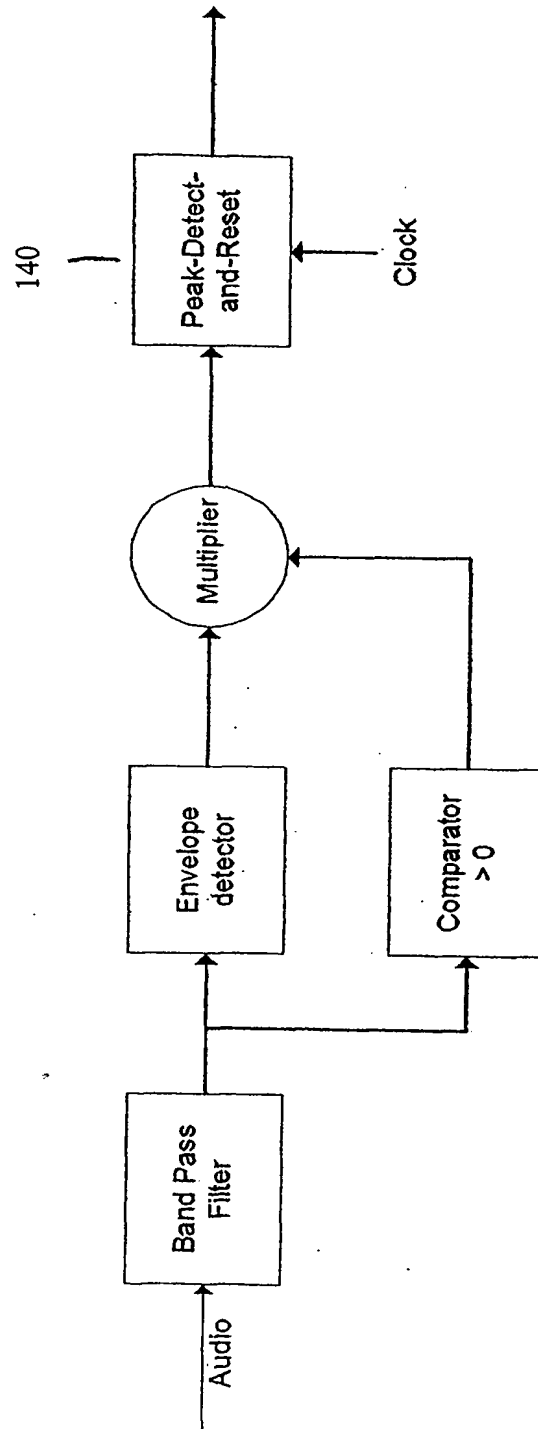 Audio
Band Pass
Filter
Envelope
detector
Comparator
> 0
Multiplier
140
Peak-Detect-
and-Reset
Clock